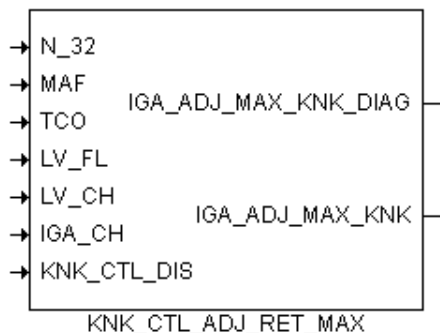 N_32
MAF
IGA_ADJ_MAX_KNK_DIAG
TCO
LV_FL
LV_CH
IGA_ADJ_MAX_KNK
IGA_CH
KNK_CTL_DIS
KNK_CTL_ADJ_RET_MAX